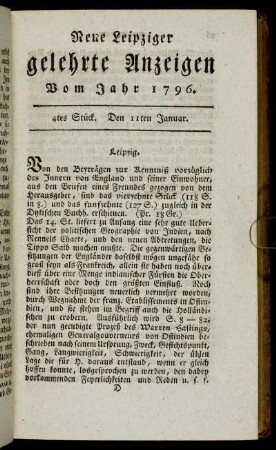 Neue Leipziger
gelehrte Anzeigen
Vom Jahr 1796.
4tes Stück. Den 11ten Januar.
Leipzig.
Von den Beyträgen zur Kenntniß vorzüglich
des Innern von England und seiner Einwohner,
aus den Briefen eines Freundes gezogen von dem
Herausgeber, sind das vierzehnte Stück (118 S.
in 8.) und das funfzehnte (127 S.) zugleich in der
Dykischen Buchh. erschienen. (Pr. 18 Gr.)
Das 14. St. liefert zu Anfang eine sehr gute Ueber-
sicht der politischen Geographie von Indien, nach
Rennels Charte, und den neuen Abtretungen, die
Tippo Saib machen mußte. Die gegenwärtigen Be-
sitzungen der Engländer daselbst mögen ungefähr so
groß seyn als Frankreich, allein sie haben noch über-
dieß über eine Menge indianischer Fürsten die Ober-
herrschaft oder doch den größten Einfluß. Noch
sind ihre Besitzungen neuerlich vermehrt worden,
durch Wegnahme der franz. Etablissements in Ostin-
dien, und sie stehen im Begriff auch die Holländi-
schen zu erobern. Ausführlich wird S. 8—82.
der nun geendigte Prozeß des Warren Hastings,
ehemaligen Generalgouverneurs von Ostindien be-
schrieben nach seinem Ursprung, Zweck, Gesichtspunkt,
Gang, Langwierigkeit, Schwierigkeit, der üblen
Lage die für H. daraus entstand, wenn er gleich
hoffen konnte, losgesprochen zu werden, den dabey
vorkommenden Feyerlichkeiten und Reden u. s. f.
D